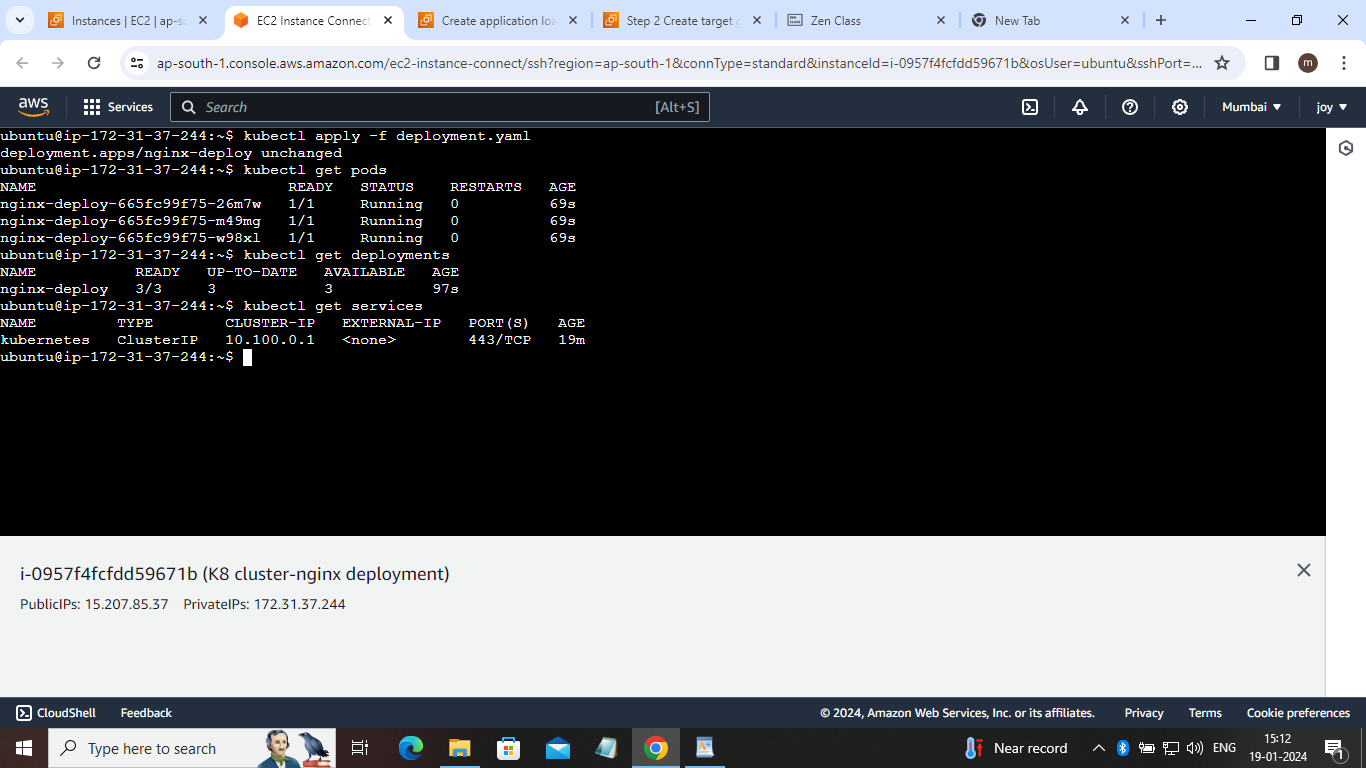 Instances | EC2 | ap-so
EC2 Instance Connect
Create application loa
Step 2 Create target g
Zen Class
New Tab
ap-south-1.console.aws.amazon.com/ec2-instance-connect/ssh?region=ap-south-1&connType=standard&instanceId=i-0957f4fcfdd59671b&osUser=ubuntu&sshPort=...
m
aws
Services
Search
[Alt+S]
Mumbai
joy
ubuntu@ip-172-31-37-244:~$ kubectl apply -f deployment.yaml
deployment.apps/nginx-deploy unchanged
ubuntu@ip-172-31-37-244:~$ kubectl get pods
NAME READY STATUS RESTARTS AGE
nginx-deploy-665fc99f75-26m7w 1/1 Running 0 69s
nginx-deploy-665fc99f75-m49mg 1/1 Running 0 69s
nginx-deploy-665fc99f75-w98xl 1/1 Running 0 69s
ubuntu@ip-172-31-37-244:~$ kubectl get deployments
NAME READY UP-TO-DATE AVAILABLE AGE
nginx-deploy 3/3 3 3 97s
ubuntu@ip-172-31-37-244:~$ kubectl get services
NAME TYPE CLUSTER-IP EXTERNAL-IP PORT(S) AGE
kubernetes ClusterIP 10.100.0.1 <none> 443/TCP 19m
ubuntu@ip-172-31-37-244:~$
i-0957f4fcfdd59671b (K8 cluster-nginx deployment)
PublicIPs: 15.207.85.37 PrivateIPs: 172.31.37.244
CloudShell
Feedback
© 2024, Amazon Web Services, Inc. or its affiliates.
Privacy
Terms
Cookie preferences
Type here to search
Near record
ENG
15:12
19-01-2024
1